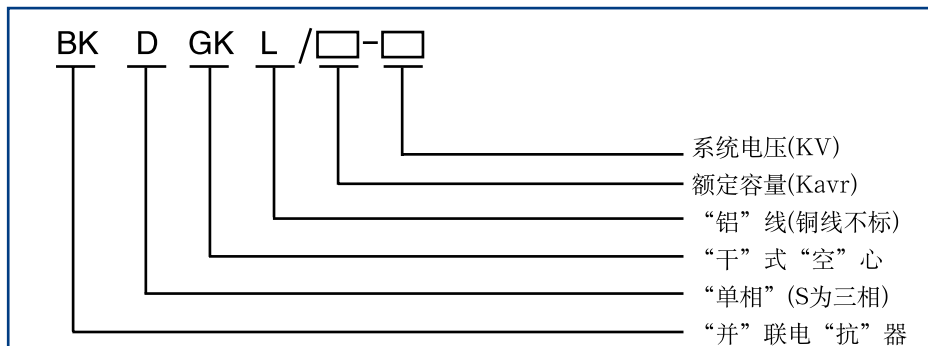 BK D GK L/□-□
系统电压(KV)
额定容量(Kavr)
“铝”线(铜线不标)
“干”式“空”心
“单相”(S为三相)
“并”联电“抗”器